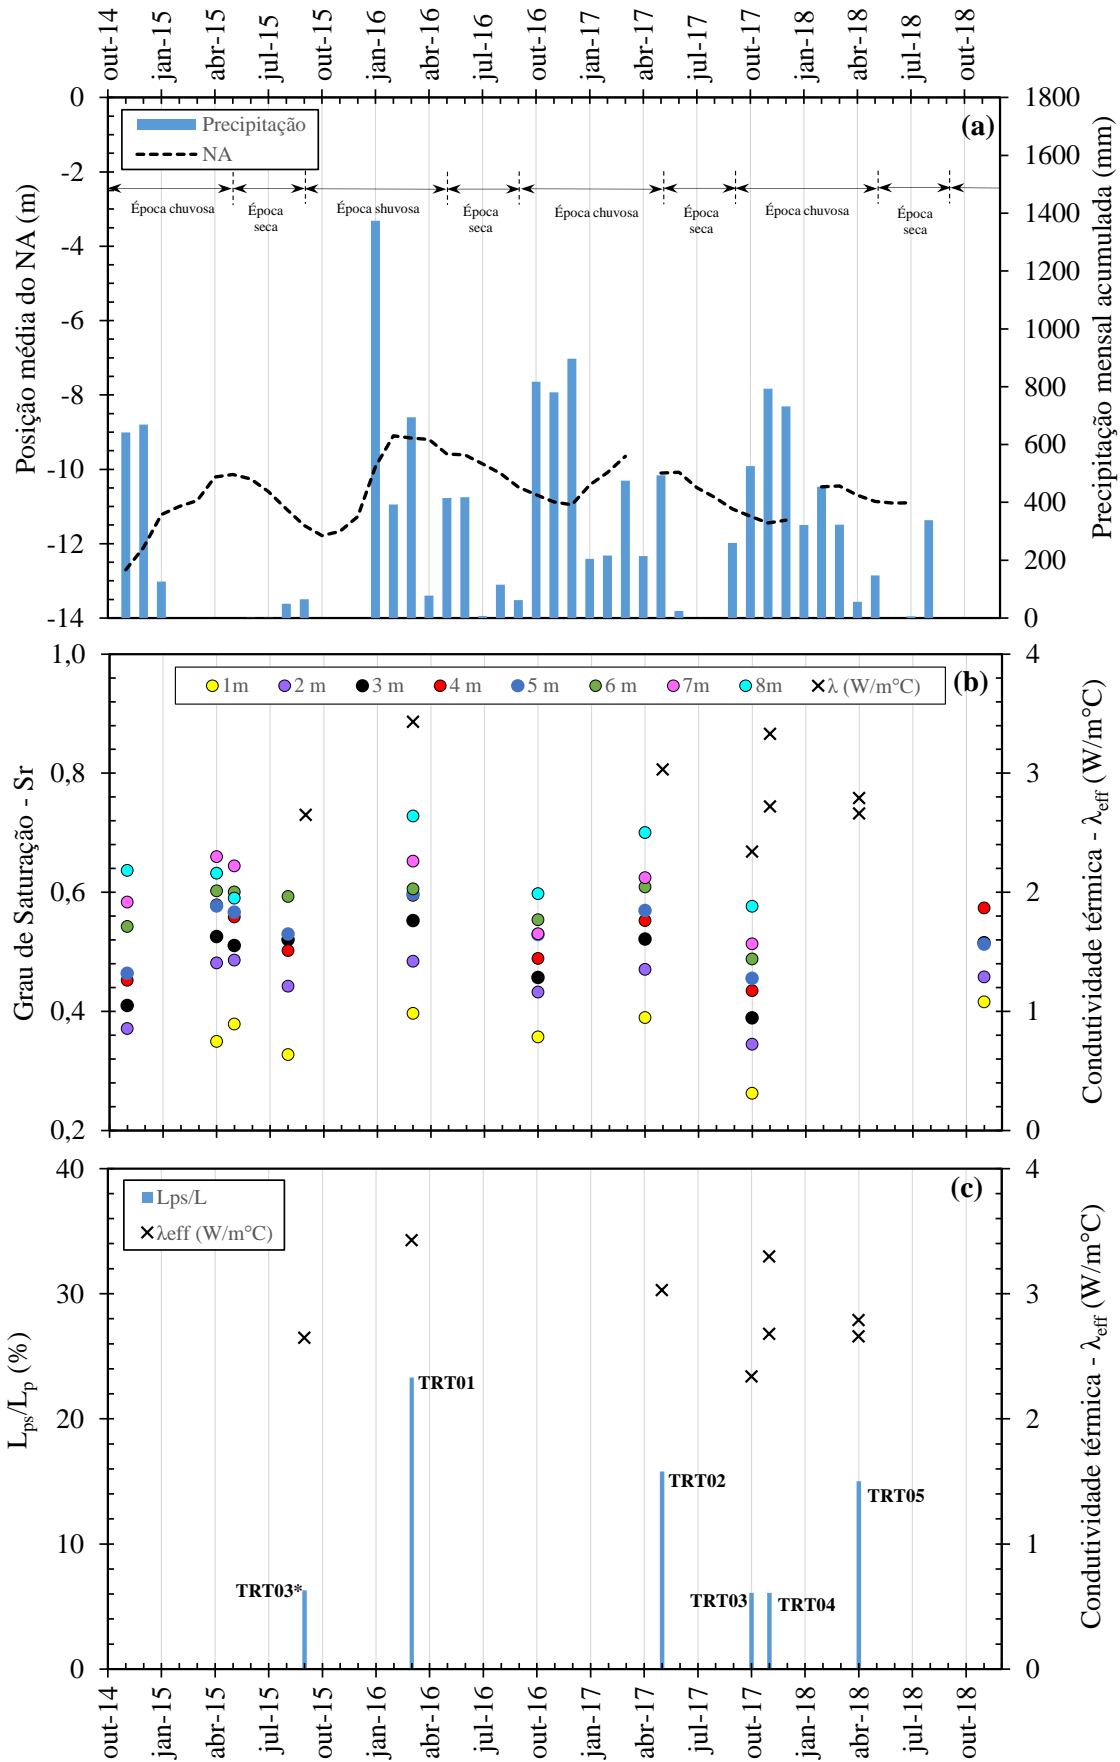 out-14
jan-15
abr-15
jul-15
out-15
jan-16
abr-16
jul-16
out-16
jan-17
abr-17
jul-17
out-17
jan-18
abr-18
jul-18
out-18
Posição média do NA (m)
0
-2
-4
-6
-8
-10
-12
-14
Precipitação
NA
(a)
Época chuvosa
Época
seca
Época shuvosa
Época
seca
Época chuvosa
Época
seca
Época chuvosa
Época
seca
1800
1600
1400
1200
1000
800
600
400
200
0
Precipitação mensal acumulada (mm)
Grau de Saturação - Sr
1,0
0,8
0,6
0,4
0,2
1m 2 m 3 m 4 m 5 m 6 m 7m 8m λ (W/m°C)
(b)
4
3
2
1
0
Condutividade térmica - λeff (W/m°C)
Lps/Lp (%)
40
30
20
10
0
Lps/L
λeff (W/m°C)
(c)
TRT03*
TRT01
TRT02
TRT03
TRT04
TRT05
4
3
2
1
0
Condutividade térmica - λeff (W/m°C)
out-14
jan-15
abr-15
jul-15
out-15
jan-16
abr-16
jul-16
out-16
jan-17
abr-17
jul-17
out-17
jan-18
abr-18
jul-18
out-18